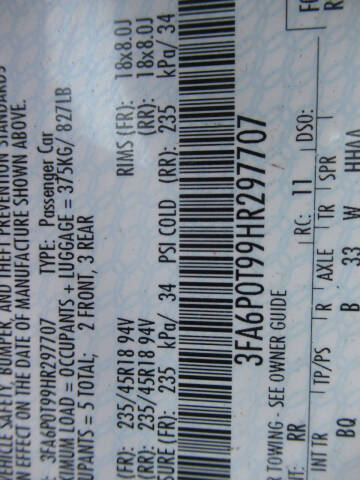 VEHICLE SAFETY, BUMPER, AND THEFT PREVENTION STANDARDS
IN EFFECT ON THE DATE OF MANUFACTURE SHOWN ABOVE.
3FA6P0T99HR297707 TYPE: Passenger Car
MAXIMUM LOAD = OCCUPANTS + LUGGAGE = 375KG/ 827LB
OCCUPANTS = 5 TOTAL; 2 FRONT, 3 REAR
(FR): 235/45R18 94V RIMS (FR): 18x8.0J
(RR): 235/45R18 94V (RR): 18x8.0J
(FR): 235 kPa/ 34 PSI COLD (RR): 235 kPa/ 34
3FA6P0T99HR297707
TOWING - SEE OWNER GUIDE
RR RC: 11 DSO:
INT TR TP/PS R AXLE TR SPR
BQ B 33 W HHAA